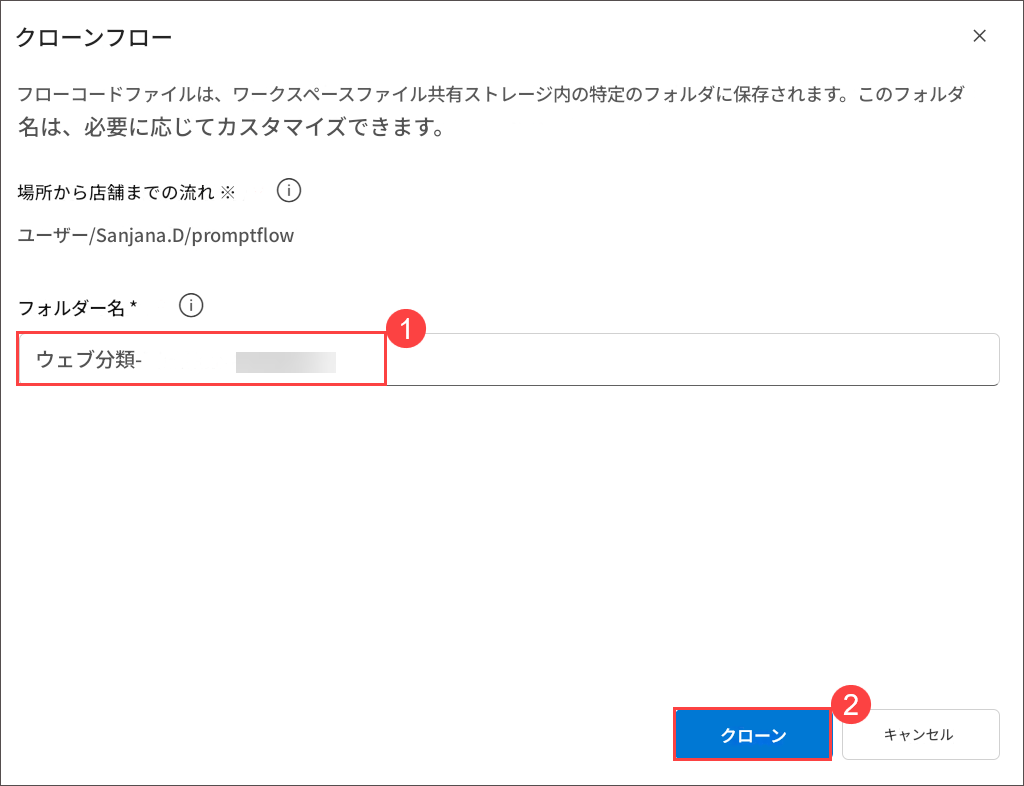 クローンフロー
フローコードファイルは、ワークスペースファイル共有ストレージ内の特定のフォルダに保存されます。このフォルダ
名は、必要に応じてカスタマイズできます。
場所から店舗までの流れ ※
ユーザー/Sanjana.D/promptflow
フォルダー名 *
1
ウェブ分類-
2
クローン
キャンセル